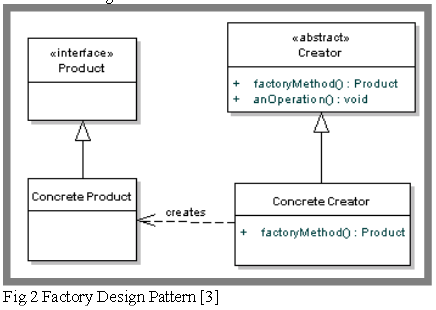 «interface»
Product
«abstract»
Creator
+ factoryMethod() : Product
+ anOperation() : void
Concrete Product
creates
Concrete Creator
+ factoryMethod() : Product
Fig 2 Factory Design Pattern [3]